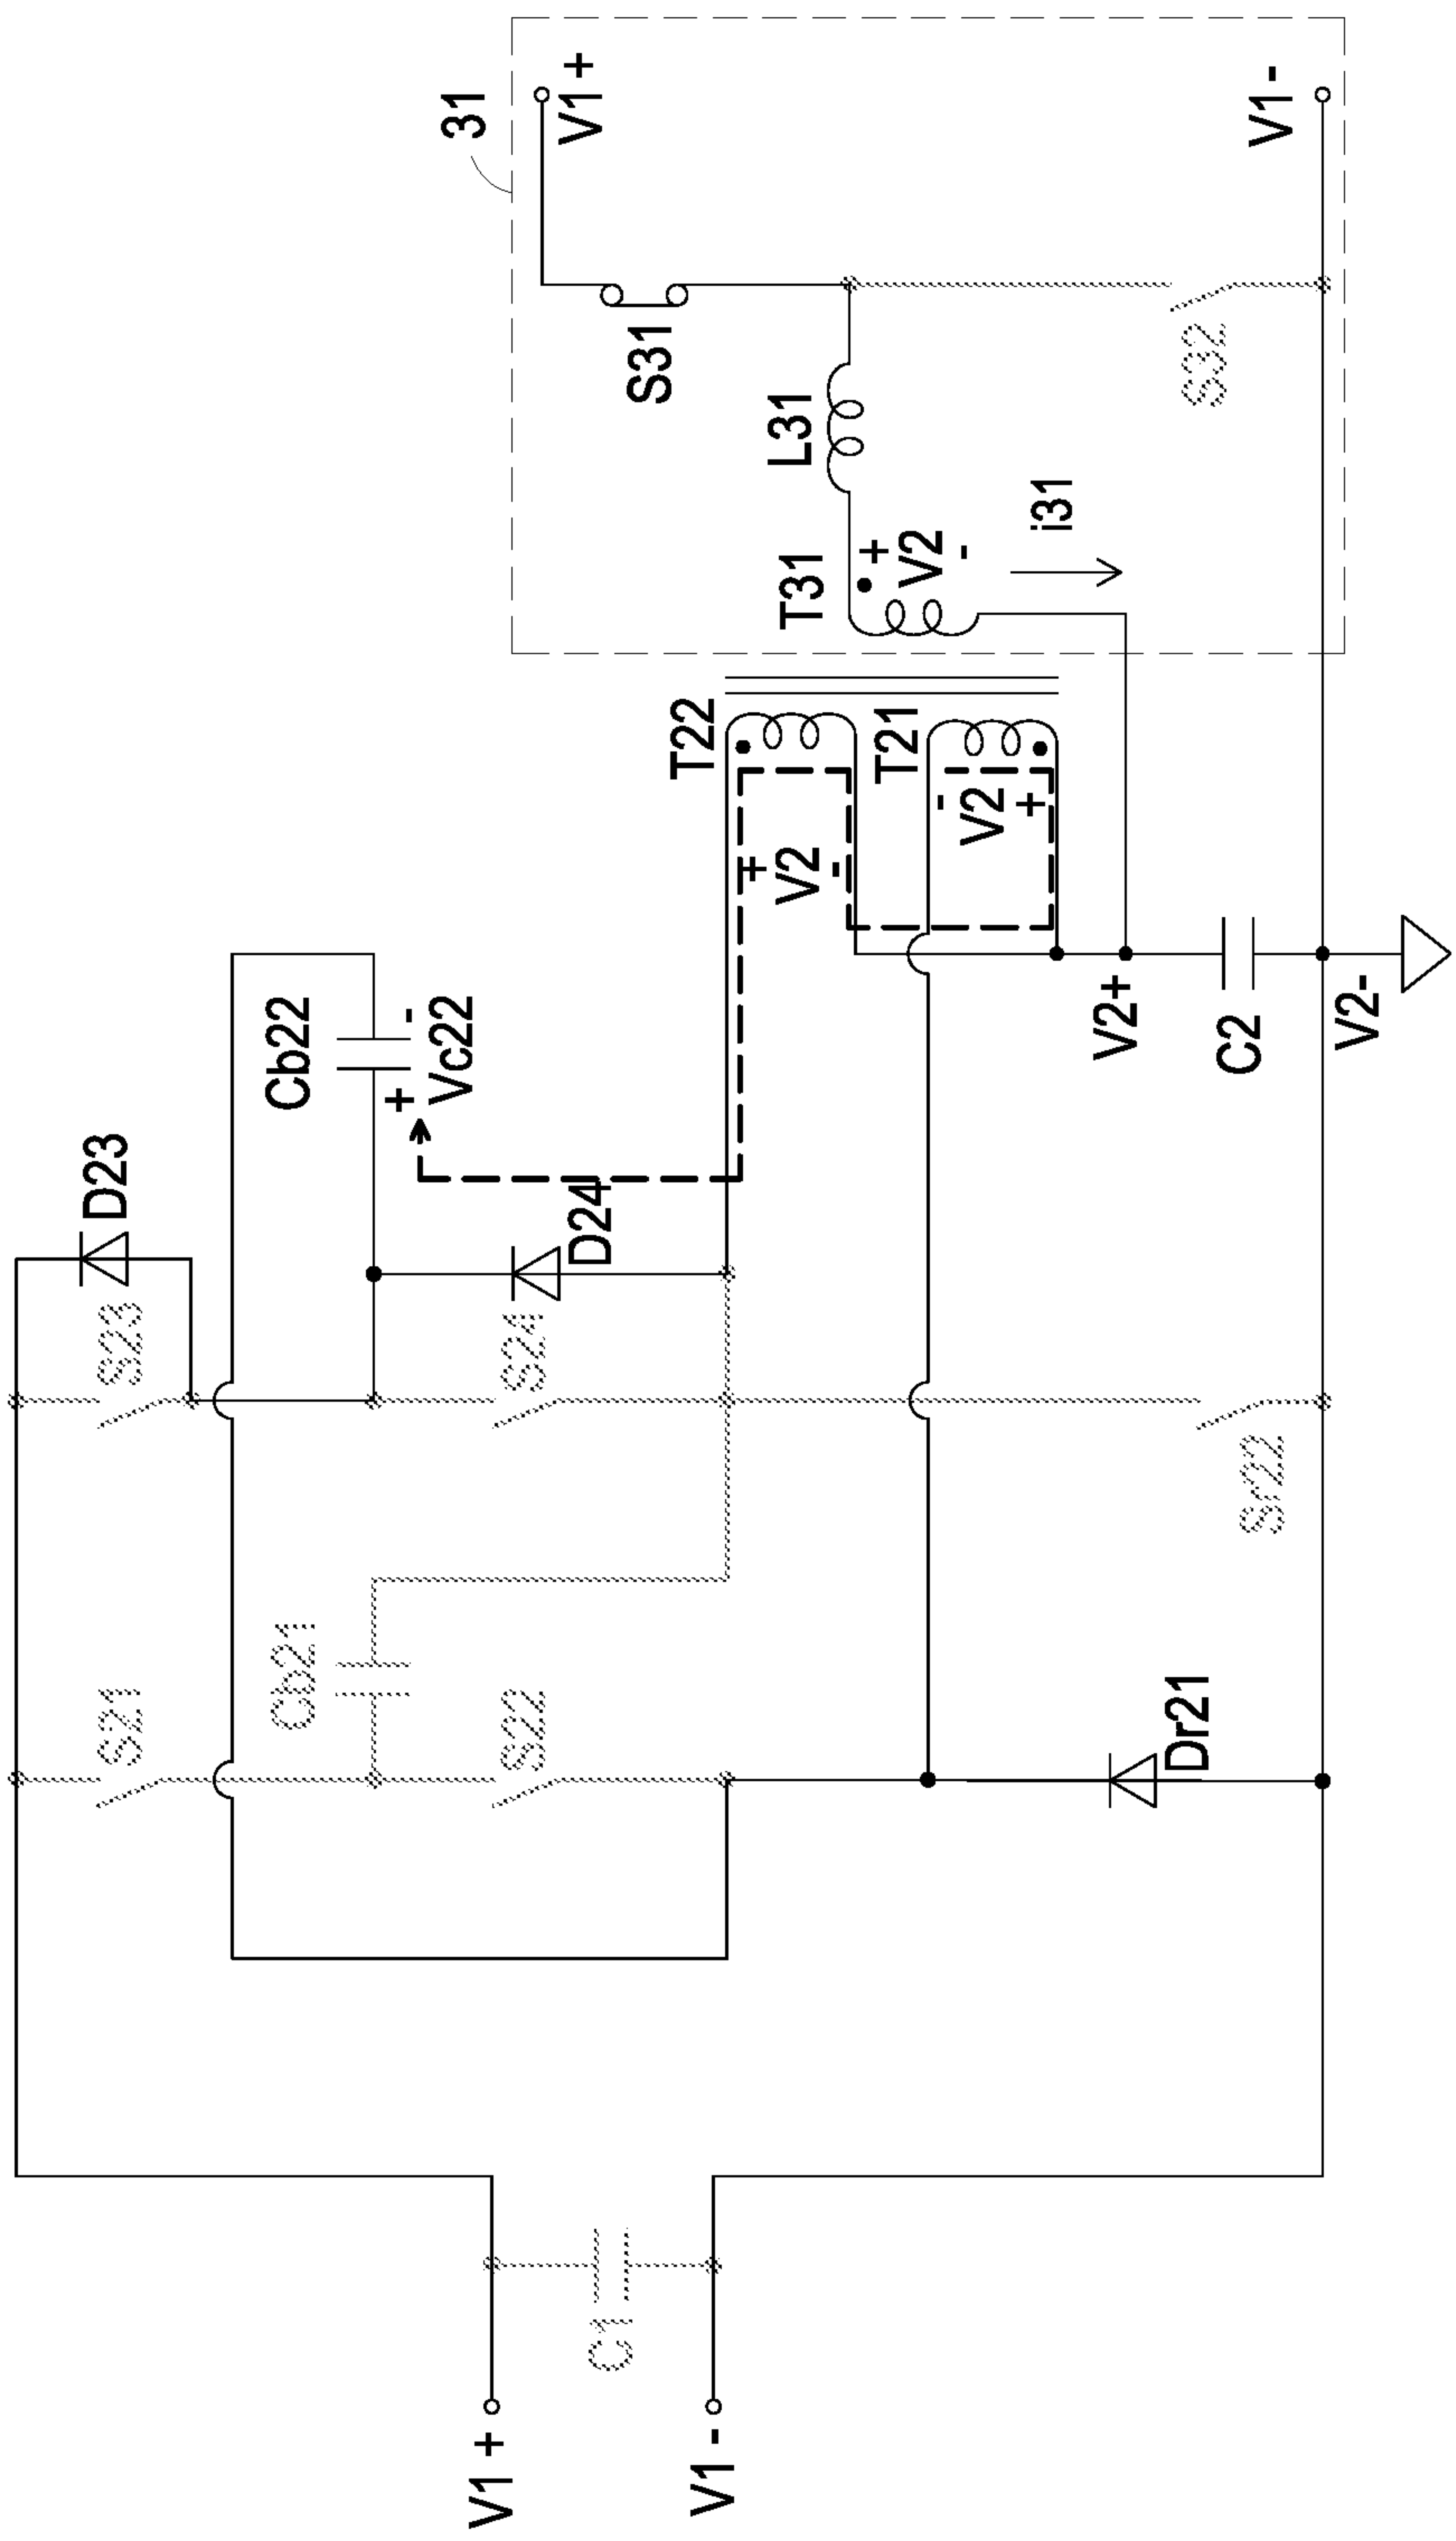 S21
S23
D23
Cb21
Cb22
+ Vc22 -
31
V1 +
S22
S24
D24
V1 +
C1
S31
T22
V1 -
L31
+
V2
-
T31
+
V2
-
T21
-
V2
+
i31
V2+
Dr21
S32
C2
Sr22
V1 -
V2-